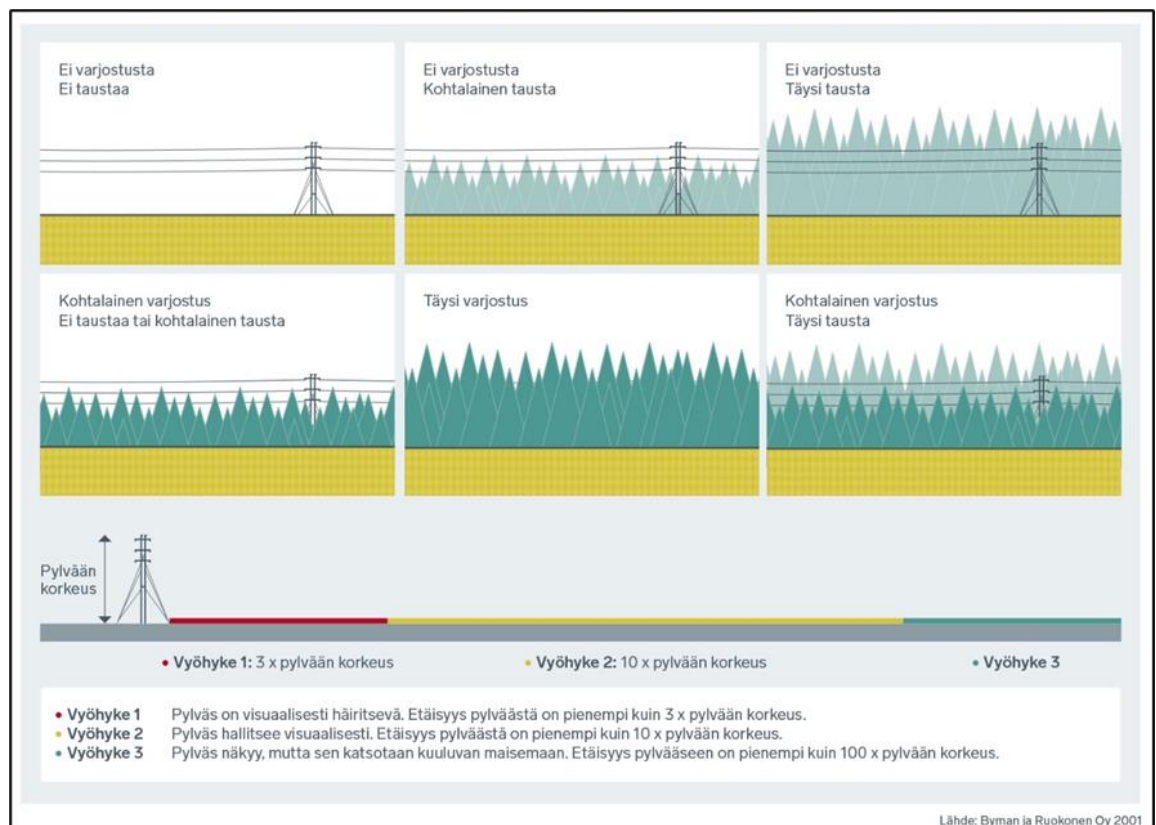 Ei varjostusta
Ei taustaa
Ei varjostusta
Kohtalainen tausta
Ei varjostusta
Täysi tausta
Kohtalainen varjostus
Ei taustaa tai kohtalainen tausta
Täysi varjostus
Kohtalainen varjostus
Täysi tausta
Pylvään
korkeus
• Vyöhyke 1: 3 x pylvään korkeus
• Vyöhyke 2: 10 x pylvään korkeus
• Vyöhyke 3
• Vyöhyke 1 Pylväs on visuaalisesti häiritsevä. Etäisyys pylväästä on pienempi kuin 3 x pylvään korkeus.
• Vyöhyke 2 Pylväs hallitsee visuaalisesti. Etäisyys pylväästä on pienempi kuin 10 x pylvään korkeus.
• Vyöhyke 3 Pylväs näkyy, mutta sen katsotaan kuuluvan maisemaan. Etäisyys pylvääseen on pienempi kuin 100 x pylvään korkeus.
Lähde: Byman ja Ruokonen Oy 2001